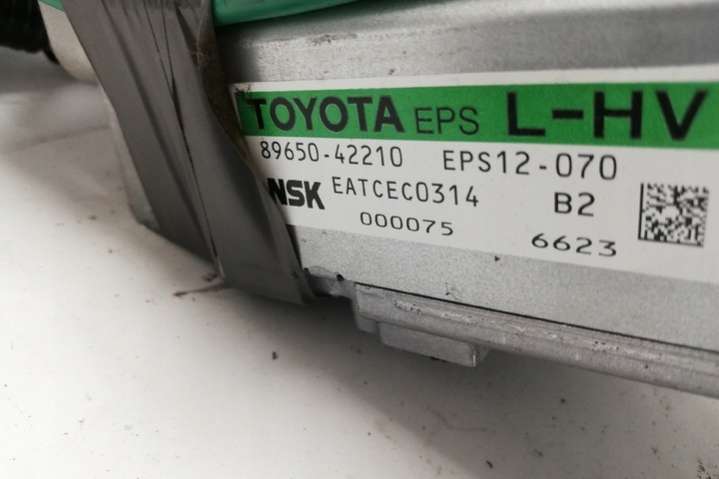 TOYOTA EPS L-HV
89650-42210 EPS12-070
NSK EATCEC0314 B2
000075 6623